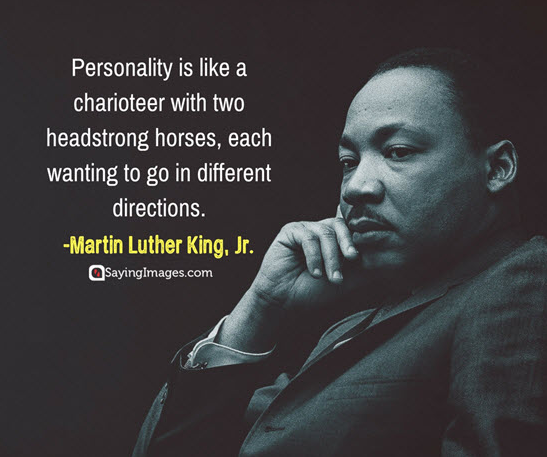 Personality is like a
charioteer with two
headstrong horses, each
wanting to go in different
directions.
-Martin Luther King, Jr.
SayingImages.com